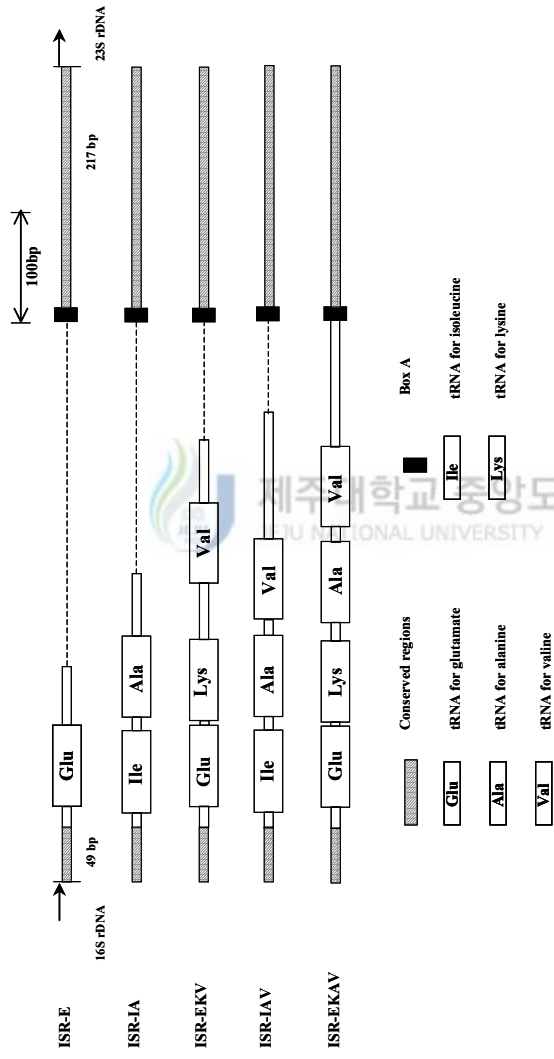 100bp
16S rDNA
49 bp
217 bp
23S rDNA
ISR-E
Glu
ISR-IA
Ile Ala
ISR-EKV
Glu Lys Val
ISR-IAV
Ile Ala Val
ISR-EKAV
Glu Lys Ala Val
Conserved regions
Box A
Glu tRNA for glutamate
Ile tRNA for isoleucine
Ala tRNA for alanine
Lys tRNA for lysine
Val tRNA for valine
제주대학교 중앙도
JEJU NATIONAL UNIVERSITY